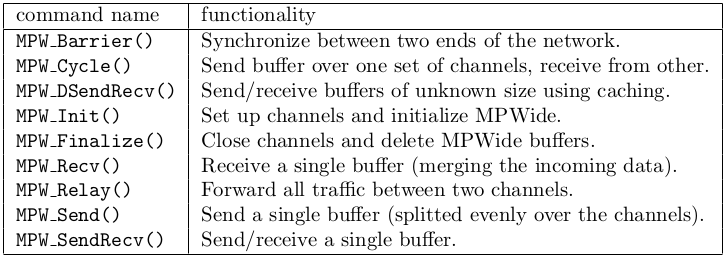 command name functionality
MPW_Barrier() Synchronize between two ends of the network.
MPW_Cycle() Send buffer over one set of channels, receive from other.
MPW_DSendRecv() Send/receive buffers of unknown size using caching.
MPW_Init() Set up channels and initialize MPWide.
MPW_Finalize() Close channels and delete MPWide buffers.
MPW_Recv() Receive a single buffer (merging the incoming data).
MPW_Relay() Forward all traffic between two channels.
MPW_Send() Send a single buffer (splitted evenly over the channels).
MPW_SendRecv() Send/receive a single buffer.